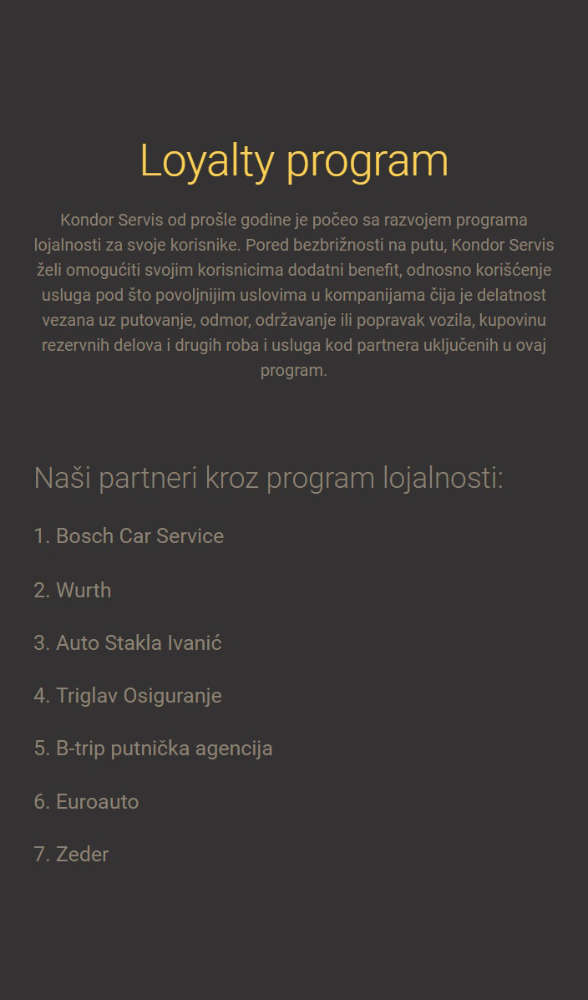 Loyalty program
Kondor Servis od prošle godine je počeo sa razvojem programa
lojalnosti za svoje korisnike. Pored bezbrižnosti na putu, Kondor Servis
želi omogućiti svojim korisnicima dodatni benefit, odnosno korišćenje
usluga pod što povoljnijim uslovima u kompanijama čija je delatnost
vezana uz putovanje, odmor, održavanje ili popravak vozila, kupovinu
rezervnih delova i drugih roba i usluga kod partnera uključenih u ovaj
program.
Naši partneri kroz program lojalnosti:
1. Bosch Car Service
2. Wurth
3. Auto Stakla Ivanić
4. Triglav Osiguranje
5. B-trip putnička agencija
6. Euroauto
7. Zeder